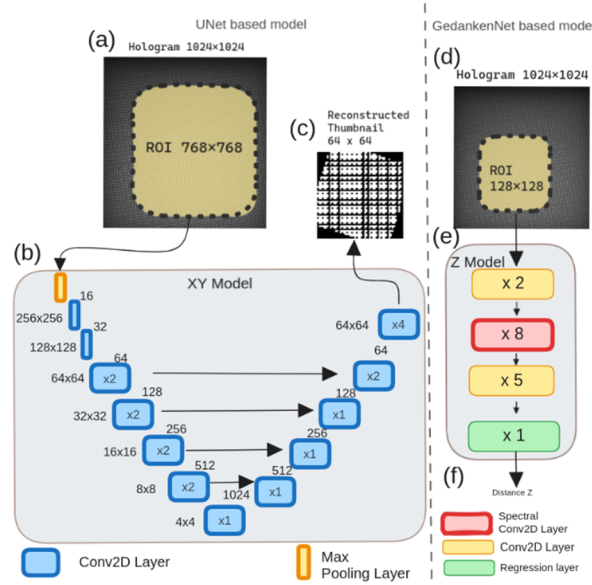 UNet based model
GedankenNet based mode
(a)
Hologram 1024×1024
ROI 768×768
(c)
Reconstructed
Thumbnail
64 x 64
(d)
Hologram 1024×1024
ROI
128×128
(b)
XY Model
16
256x256
32
128x128
64
64x64
x2
128
32x32
x2
256
16x16
x2
512
8x8
x2
1024
4x4
x1
512
x1
256
x1
128
x1
64
x2
64x64
x4
(e)
Z Model
x 2
x 8
x 5
x 1
(f)
Distance Z
Conv2D Layer
Max
Pooling Layer
Spectral
Conv2D Layer
Conv2D Layer
Regression layer